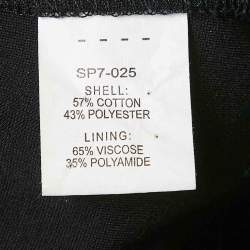 - - - -
SP7-025
SHELL:
57% COTTON
43% POLYESTER
LINING:
65% VISCOSE
35% POLYAMIDE